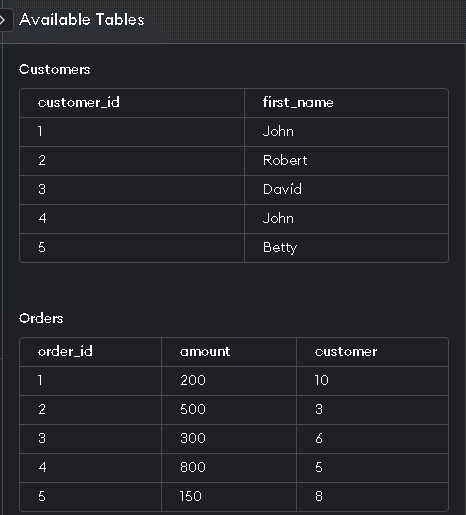 Available Tables
Customers
customer_id first_name
1 John
2 Robert
3 David
4 John
5 Betty
Orders
order_id amount customer
1 200 10
2 500 3
3 300 6
4 800 5
5 150 8